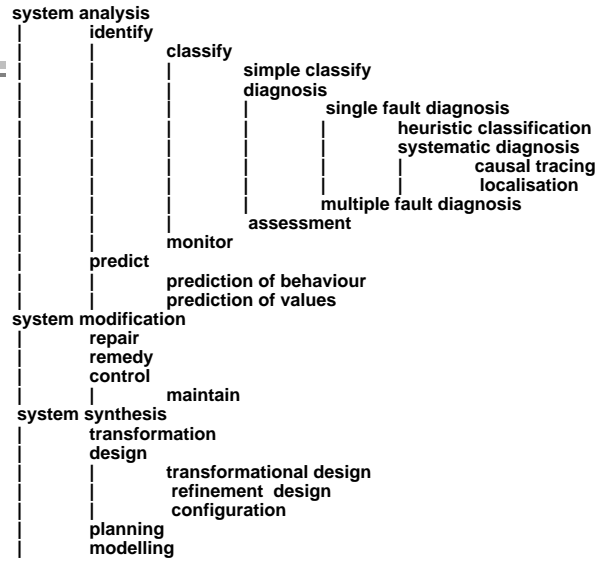 system analysis
identify
classify
simple classify
diagnosis
single fault diagnosis
heuristic classification
systematic diagnosis
causal tracing
localisation
multiple fault diagnosis
assessment
monitor
predict
prediction of behaviour
prediction of values
system modification
repair
remedy
control
maintain
system synthesis
transformation
design
transformational design
refinement design
configuration
planning
modelling